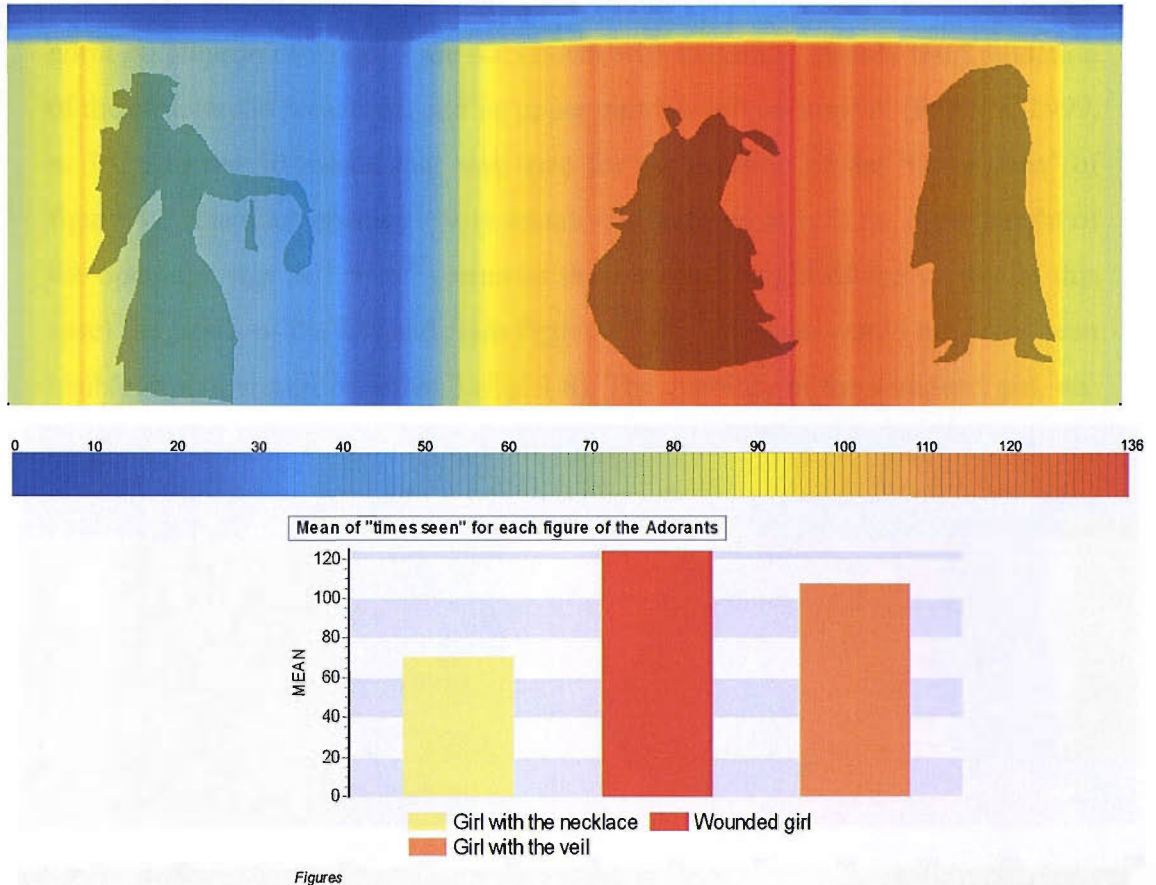 0 10 20 30 40 50 60 70 80 90 100 110 120 136
Mean of "times seen" for each figure of the Adorants
120
100
80
60
40
20
0
MEAN
Girl with the necklace Wounded girl
Girl with the veil
Figures